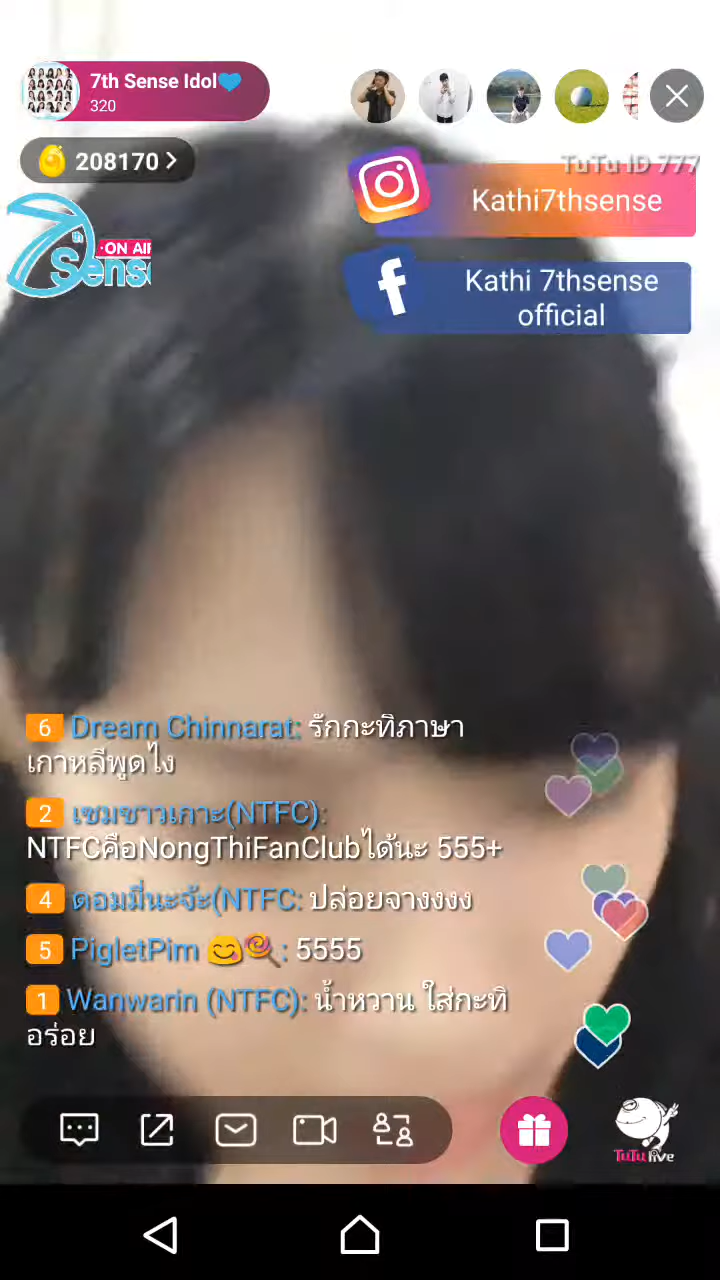 7th Sense Idol💙
320
208170 >
TuTu ID 777
Kathi7thsense
7th Sense
·ON AIR
Kathi 7thsense
official
6 Dream Chinnarat: รักกะทิภาษา
เกาหลีพูดไง
2 เซมชาวเกาะ(NTFC):
NTFCคือNongThiFanClubได้นะ 555+
4 ดอมมี่นะจ๊ะ(NTFC: ปล่อยจางงงง
5 PigletPim 😋🍭: 5555
1 Wanwarin (NTFC): น้ำหวาน ใส่กะทิ
อร่อย
TuTu live